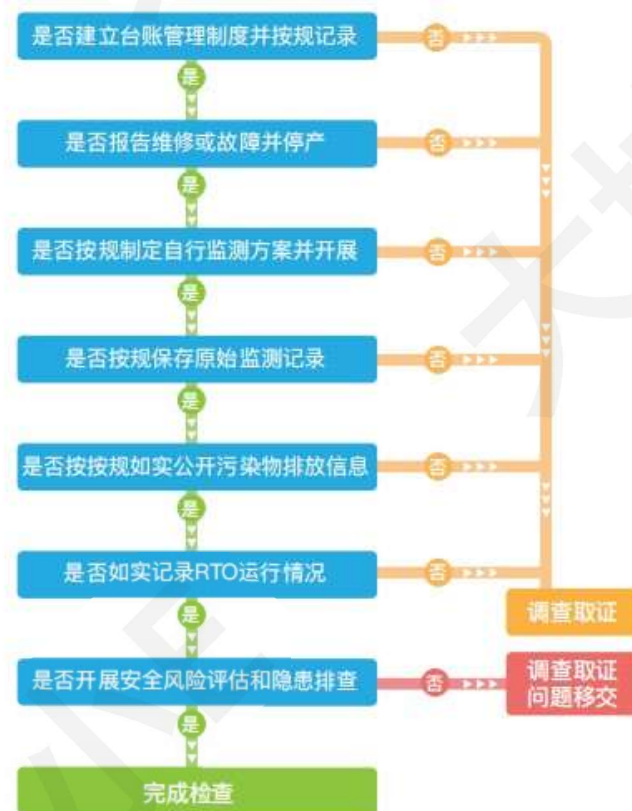 是否建立台账管理制度并按规记录
否
是
是否报告维修或故障并停产
否
是
是否按规制定自行监测方案并开展
否
是
是否按规保存原始监测记录
否
是
是否按按规如实公开污染物排放信息
否
是
是否如实记录RTO运行情况
否
是
调查取证
是否开展安全风险评估和隐患排查
否
调查取证
问题移交
是
完成检查